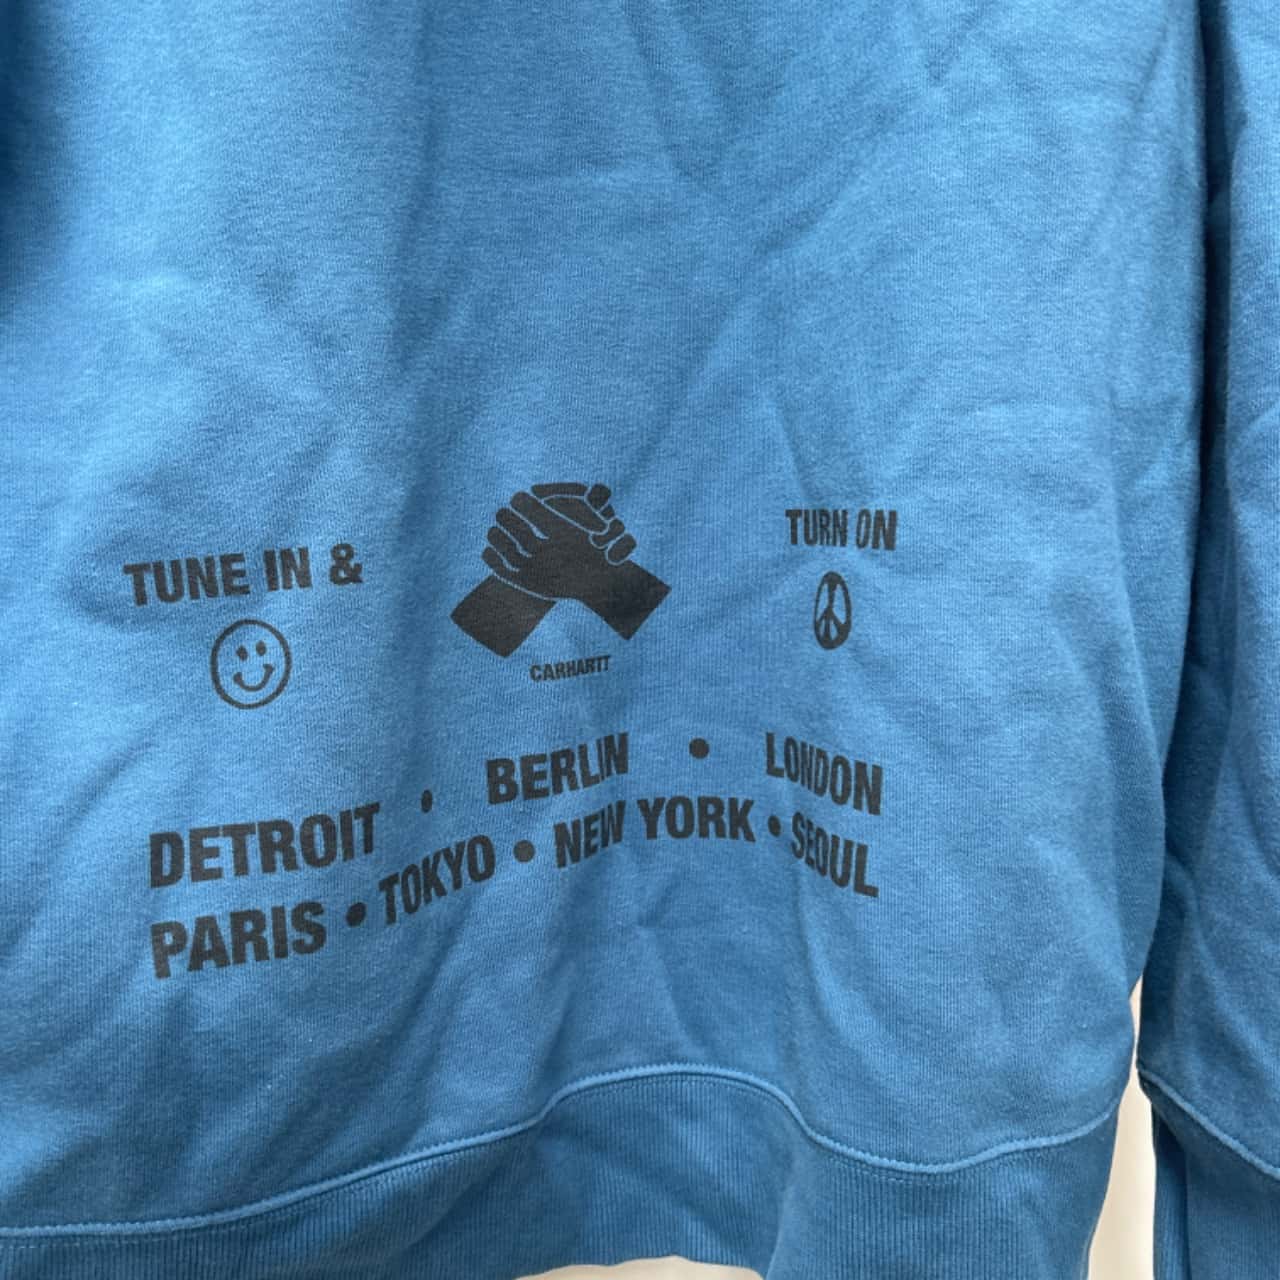 TUNE IN &
TURN ON
CARHARTT
DETROIT • BERLIN • LONDON
PARIS • TOKYO • NEW YORK • SEOUL